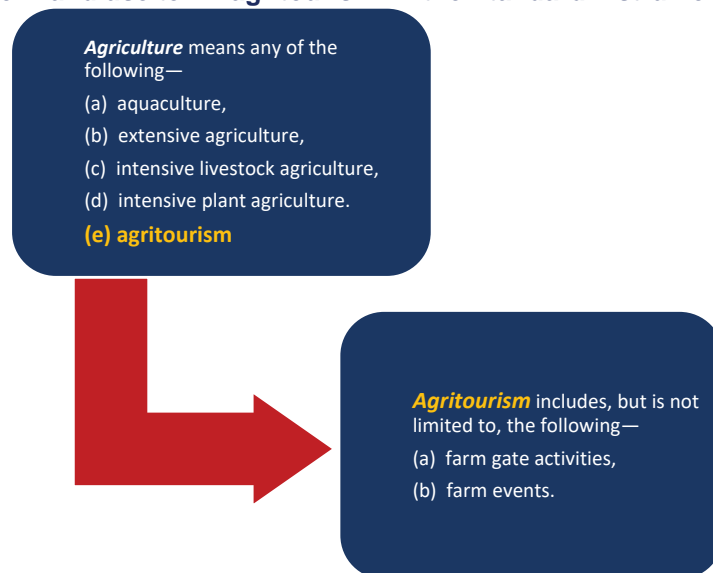 Agriculture means any of the
following—
(a) aquaculture,
(b) extensive agriculture,
(c) intensive livestock agriculture,
(d) intensive plant agriculture.
(e) agritourism
Agritourism includes, but is not
limited to, the following—
(a) farm gate activities,
(b) farm events.